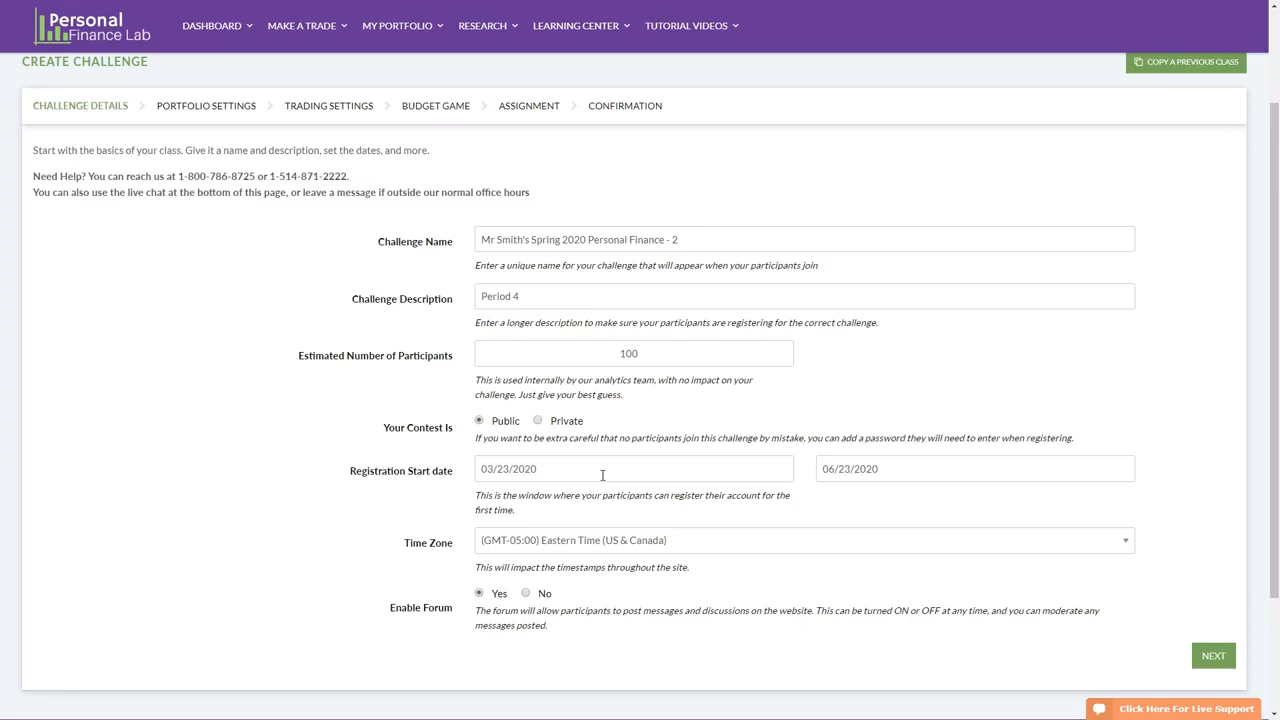 Personal
Finance Lab
DASHBOARD MAKE A TRADE MY PORTFOLIO RESEARCH LEARNING CENTER TUTORIAL VIDEOS
CREATE CHALLENGE
COPY A PREVIOUS CLASS
CHALLENGE DETAILS PORTFOLIO SETTINGS TRADING SETTINGS BUDGET GAME ASSIGNMENT CONFIRMATION
Start with the basics of your class. Give it a name and description, set the dates, and more.
Need Help? You can reach us at 1-800-786-8725 or 1-514-871-2222.
You can also use the live chat at the bottom of this page, or leave a message if outside our normal office hours
Challenge Name
Mr Smith's Spring 2020 Personal Finance - 2
Enter a unique name for your challenge that will appear when your participants join
Challenge Description
Period 4
Enter a longer description to make sure your participants are registering for the correct challenge.
Estimated Number of Participants
100
This is used internally by our analytics team, with no impact on your
challenge. Just give your best guess.
Your Contest Is
Public Private
If you want to be extra careful that no participants join this challenge by mistake, you can add a password they will need to enter when registering.
Registration Start date
03/23/2020 06/23/2020
This is the window where your participants can register their account for the
first time.
Time Zone
(GMT-05:00) Eastern Time (US & Canada)
This will impact the timestamps throughout the site.
Enable Forum
Yes No
The forum will allow participants to post messages and discussions on the website. This can be turned ON or OFF at any time, and you can moderate any
messages posted.
NEXT
Click Here For Live Support